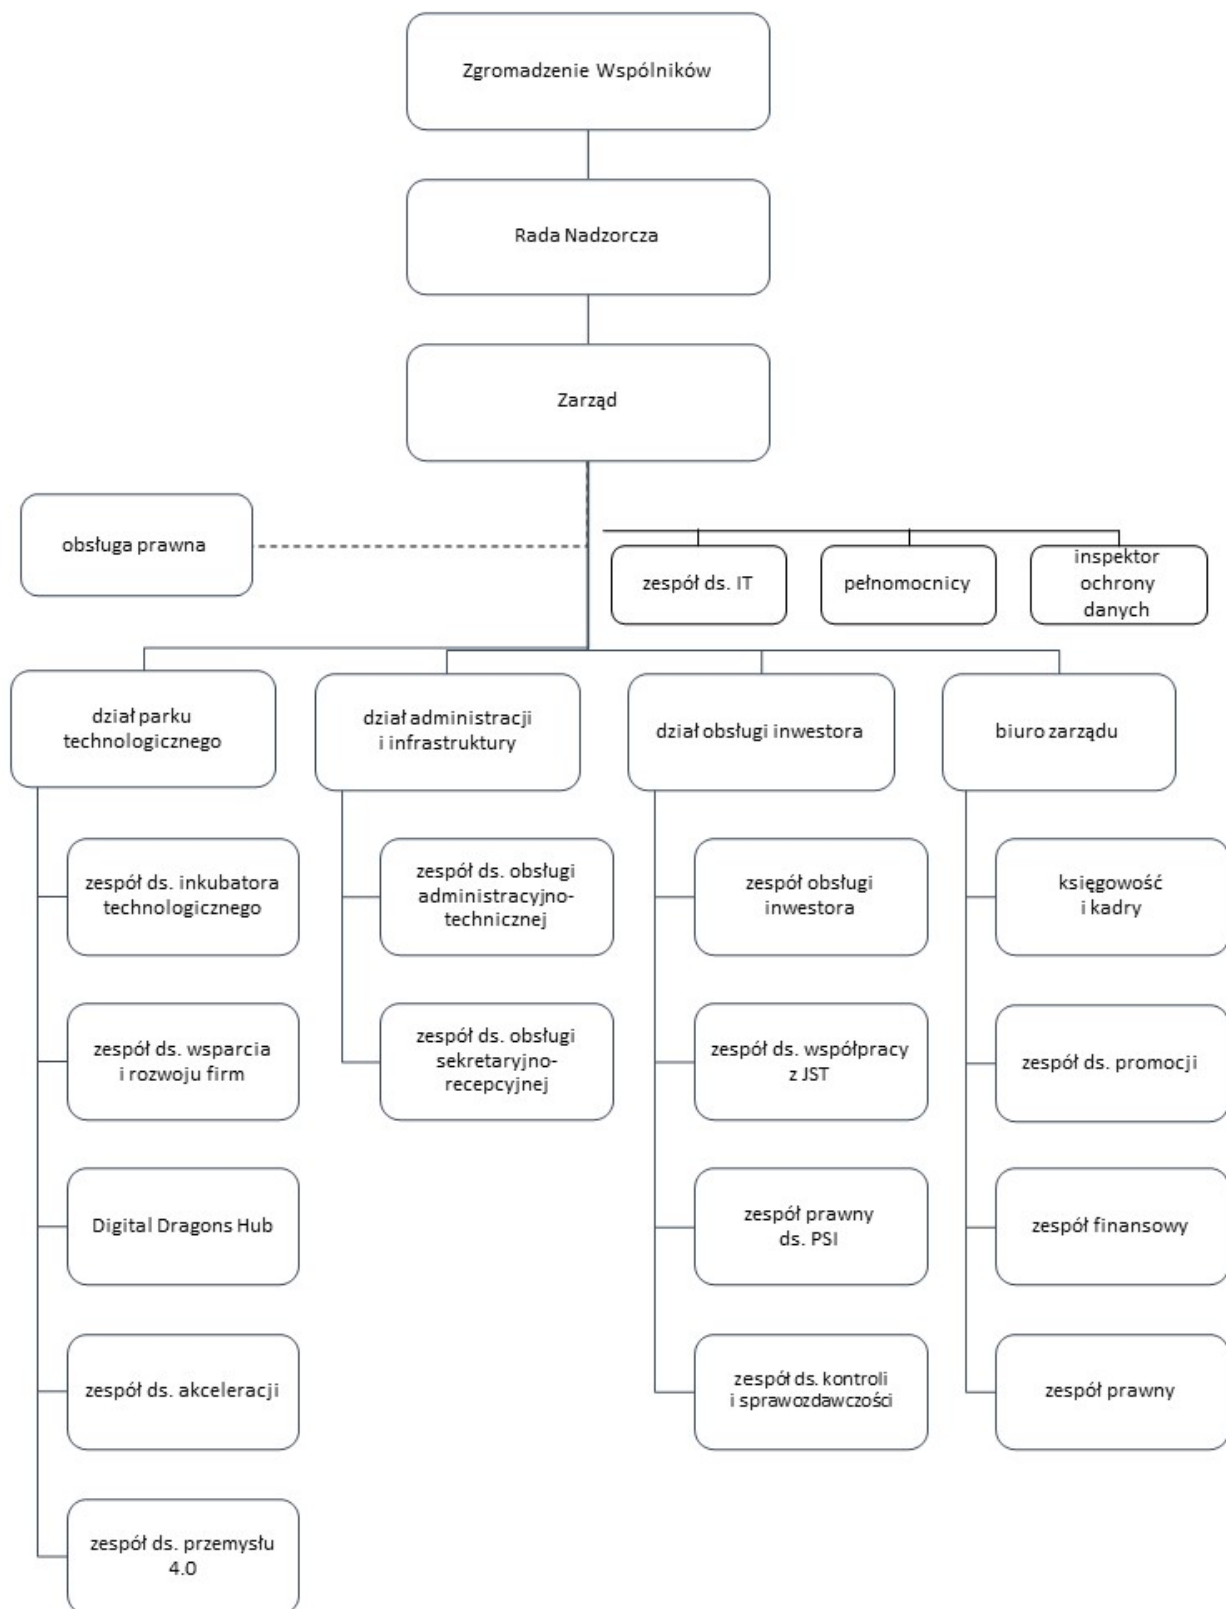 Zgromadzenie Wspólników
Rada Nadzorcza
Zarząd
obsługa prawna
zespół ds. IT
pełnomocnicy
inspektor
ochrony
danych
dział parku
technologicznego
dział administracji
i infrastruktury
dział obsługi inwestora
biuro zarządu
zespół ds. inkubatora
technologicznego
zespół ds. wsparcia
i rozwoju firm
Digital Dragons Hub
zespół ds. akceleracji
zespół ds. przemysłu
4.0
zespół ds. obsługi
administracyjno-
technicznej
zespół ds. obsługi
sekretaryjno-
recepcyjnej
zespół obsługi
inwestora
zespół ds. współpracy
z JST
zespół prawny
ds. PSI
zespół ds. kontroli
i sprawozdawczości
księgowość
i kadry
zespół ds. promocji
zespół finansowy
zespół prawny